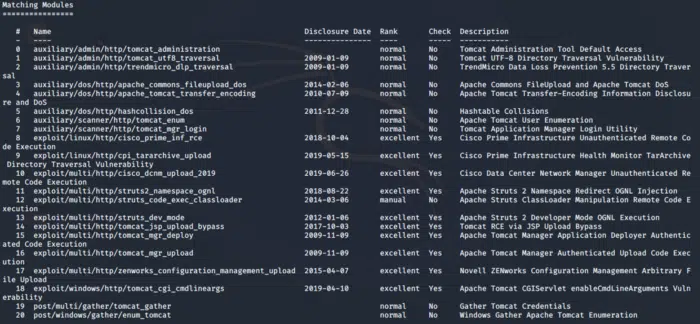 Matching Modules
================
# Name Disclosure Date Rank Check Description
- ---- --------------- ---- ----- -----------
0 auxiliary/admin/http/tomcat_administration normal No Tomcat Administration Tool Default Access
1 auxiliary/admin/http/tomcat_utf8_traversal 2009-01-09 normal No Tomcat UTF-8 Directory Traversal Vulnerability
2 auxiliary/admin/http/trendmicro_dlp_traversal 2009-01-09 normal No TrendMicro Data Loss Prevention 5.5 Directory Traver
sal
3 auxiliary/dos/http/apache_commons_fileupload_dos 2014-02-06 normal No Apache Commons FileUpload and Apache Tomcat DoS
4 auxiliary/dos/http/apache_tomcat_transfer_encoding 2010-07-09 normal No Apache Tomcat Transfer-Encoding Information Disclosu
re and DoS
5 auxiliary/dos/http/hashcollision_dos 2011-12-28 normal No Hashtable Collisions
6 auxiliary/scanner/http/tomcat_enum normal No Apache Tomcat User Enumeration
7 auxiliary/scanner/http/tomcat_mgr_login normal No Tomcat Application Manager Login Utility
8 exploit/linux/http/cisco_prime_inf_rce 2018-10-04 excellent Yes Cisco Prime Infrastructure Unauthenticated Remote Co
de Execution
9 exploit/linux/http/cpi_tararchive_upload 2019-05-15 excellent Yes Cisco Prime Infrastructure Health Monitor TarArchive
Directory Traversal Vulnerability
10 exploit/multi/http/cisco_dcnm_upload_2019 2019-06-26 excellent Yes Cisco Data Center Network Manager Unauthenticated Re
mote Code Execution
11 exploit/multi/http/struts2_namespace_ognl 2018-08-22 excellent Yes Apache Struts 2 Namespace Redirect OGNL Injection
12 exploit/multi/http/struts_code_exec_classloader 2014-03-06 manual No Apache Struts ClassLoader Manipulation Remote Code E
xecution
13 exploit/multi/http/struts_dev_mode 2012-01-06 excellent Yes Apache Struts 2 Developer Mode OGNL Execution
14 exploit/multi/http/tomcat_jsp_upload_bypass 2017-10-03 excellent Yes Tomcat RCE via JSP Upload Bypass
15 exploit/multi/http/tomcat_mgr_deploy 2009-11-09 excellent Yes Apache Tomcat Manager Application Deployer Authentic
ated Code Execution
16 exploit/multi/http/tomcat_mgr_upload 2009-11-09 excellent Yes Apache Tomcat Manager Authenticated Upload Code Exec
ution
17 exploit/multi/http/zenworks_configuration_management_upload 2015-04-07 excellent Yes Novell ZENworks Configuration Management Arbitrary F
ile Upload
18 exploit/windows/http/tomcat_cgi_cmdlineargs 2019-04-10 excellent Yes Apache Tomcat CGIServlet enableCmdLineArguments Vuln
erability
19 post/multi/gather/tomcat_gather normal No Gather Tomcat Credentials
20 post/windows/gather/enum_tomcat normal No Windows Gather Apache Tomcat Enumeration